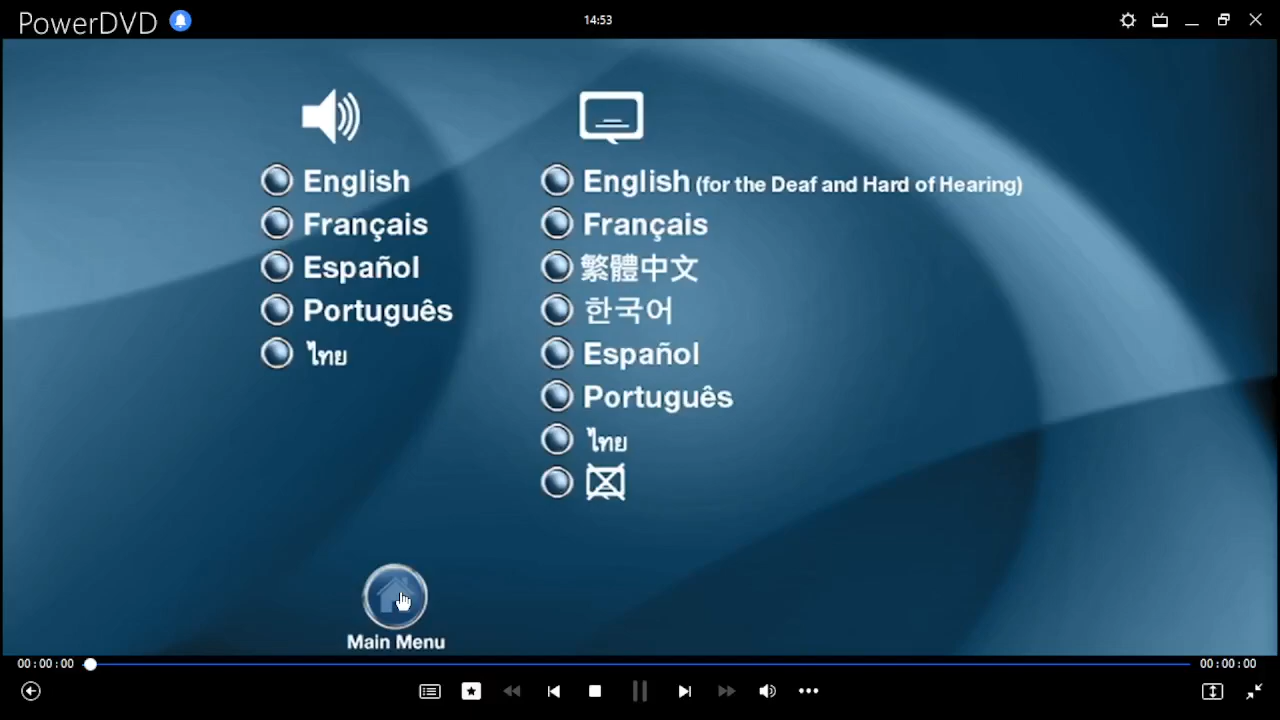 PowerDVD
14:53
English
Français
Español
Português
ไทย
English (for the Deaf and Hard of Hearing)
Français
繁體中文
한국어
Español
Português
ไทย
Main Menu
00:00:00
00:00:00